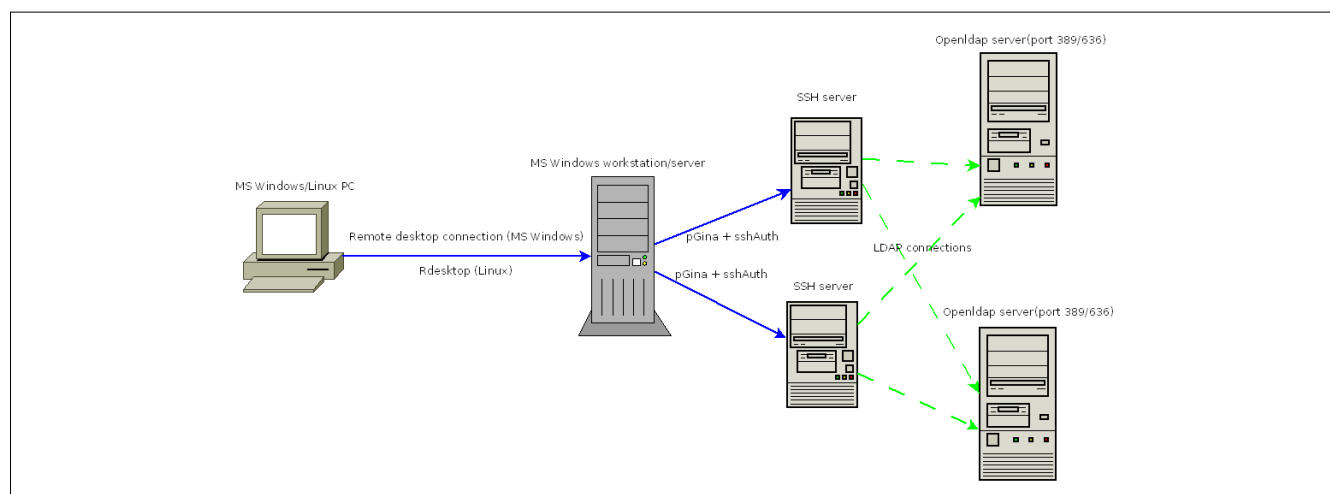 Openldap server(port 389/636)
SSH server
MS Windows workstation/server
MS Windows/Linux PC
Remote desktop connection (MS Windows)
Rdesktop (Linux)
pGina + sshAuth
LDAP connections
pGina + sshAuth
SSH server
Openldap server(port 389/636)